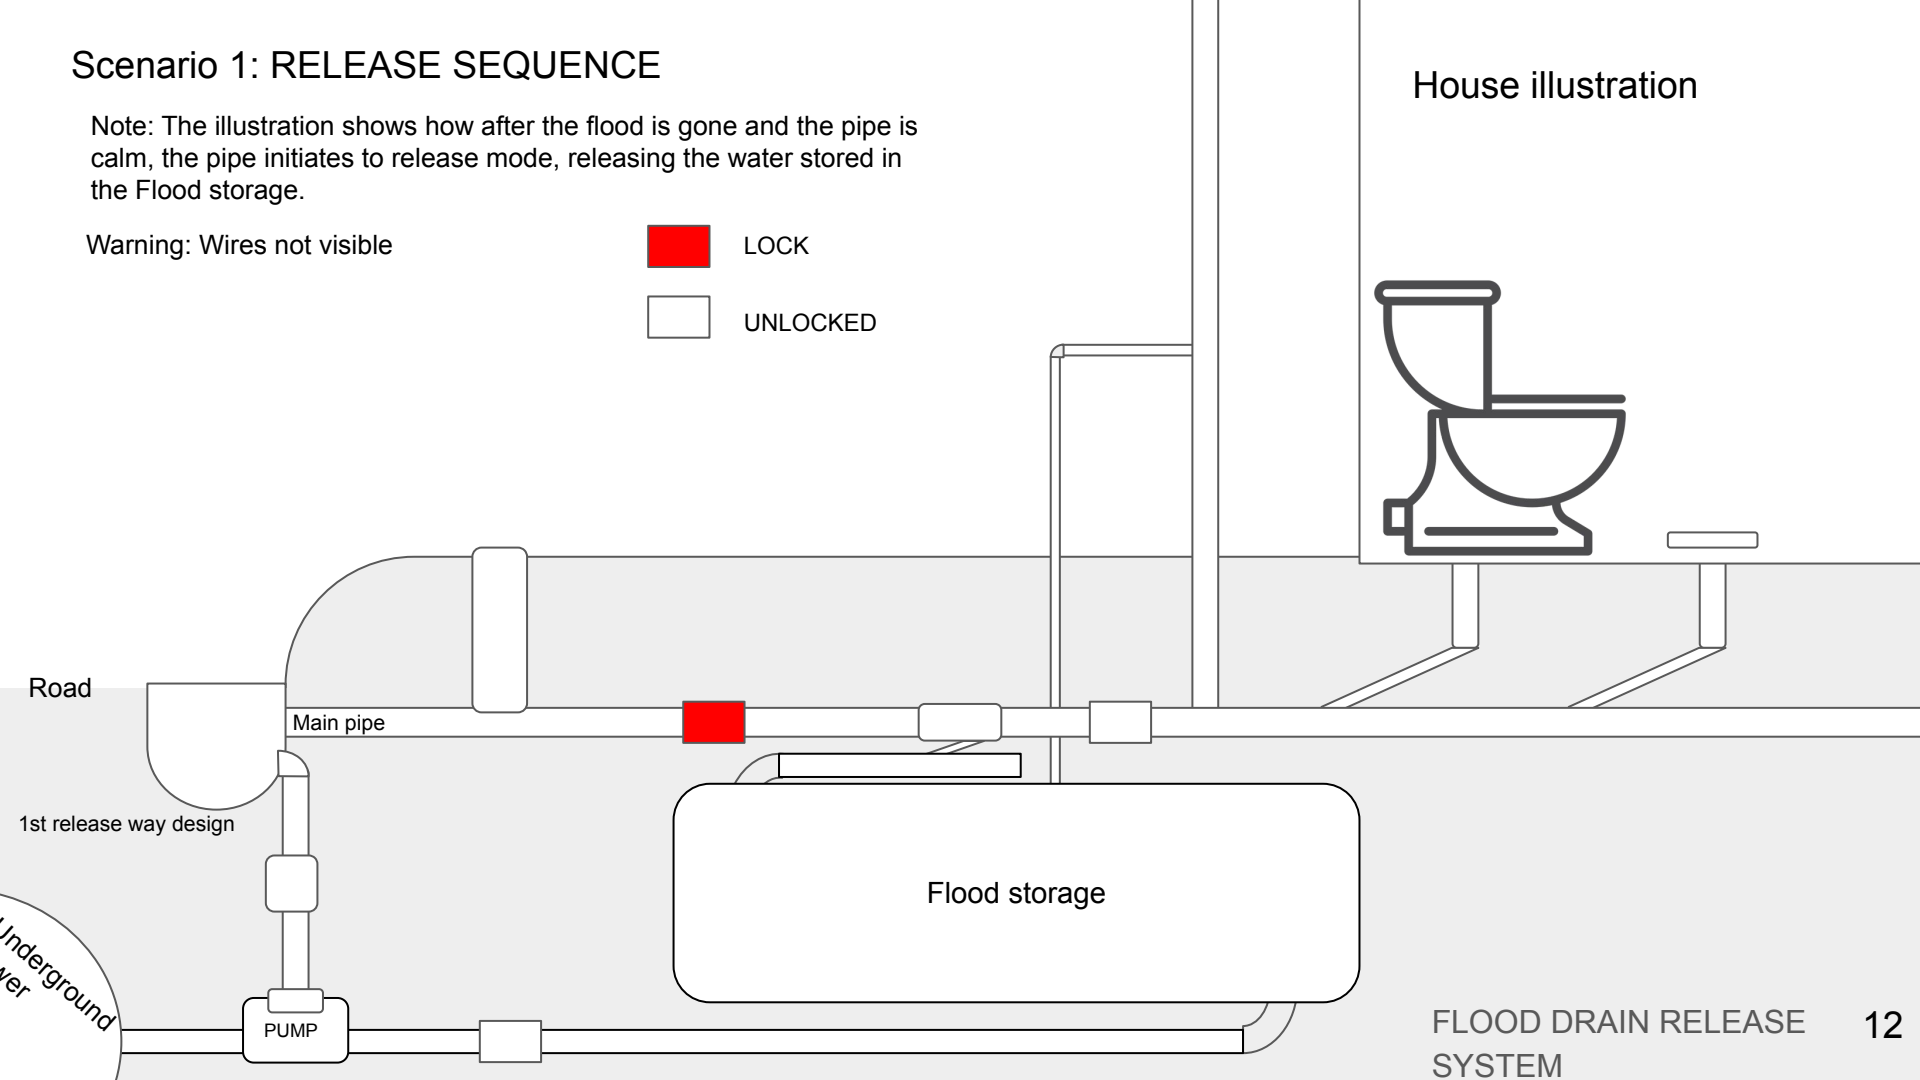 Scenario 1: RELEASE SEQUENCE
House illustration
Note: The illustration shows how after the flood is gone and the pipe is
calm, the pipe initiates to release mode, releasing the water stored in
the Flood storage.
Warning: Wires not visible
LOCK
UNLOCKED
Road
Main pipe
1st release way design
Flood storage
Underground
wer
PUMP
FLOOD DRAIN RELEASE
SYSTEM
12